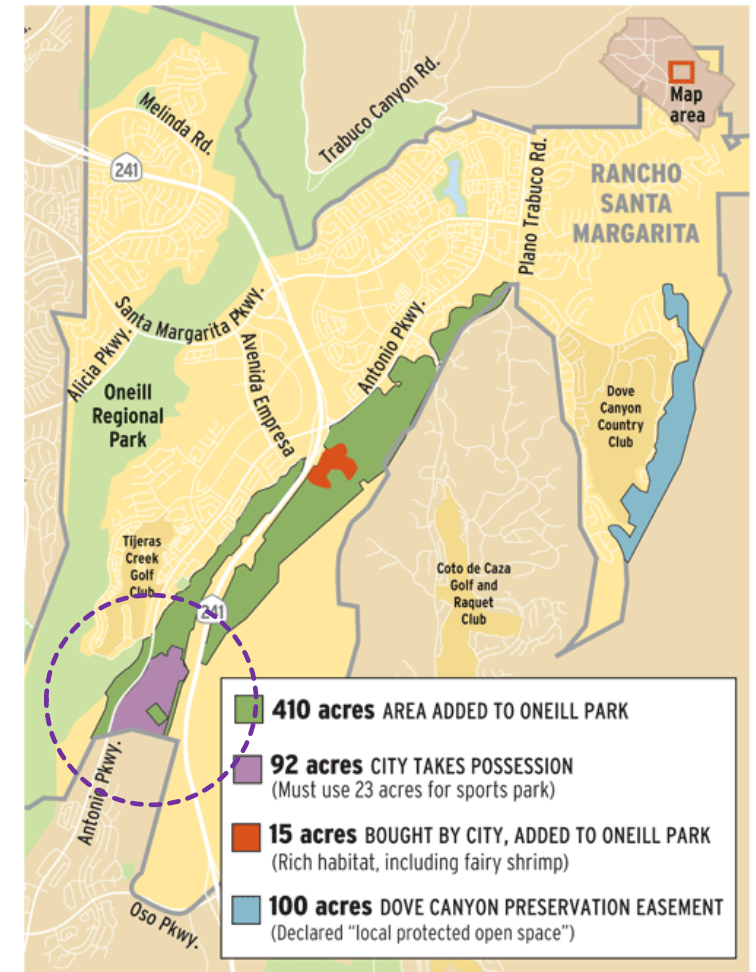 Melinda Rd.
Trabuco Canyon Rd.
Map
area
241
Plano Trabuco Rd.
RANCHO
SANTA
MARGARITA
Santa Margarita Pkwy.
Alicia Pkwy.
Avenida Empresa
Antonio Pkwy.
Oneill
Regional
Park
Dove
Canyon
Country
Club
Tijeras
Creek
Golf
Club
Coto de Caza
Golf and
Raquet
Club
241
Antonio Pkwy.
Oso Pkwy.
410 acres AREA ADDED TO ONEILL PARK
92 acres CITY TAKES POSSESSION
(Must use 23 acres for sports park)
15 acres BOUGHT BY CITY, ADDED TO ONEILL PARK
(Rich habitat, including fairy shrimp)
100 acres DOVE CANYON PRESERVATION EASEMENT
(Declared “local protected open space”)